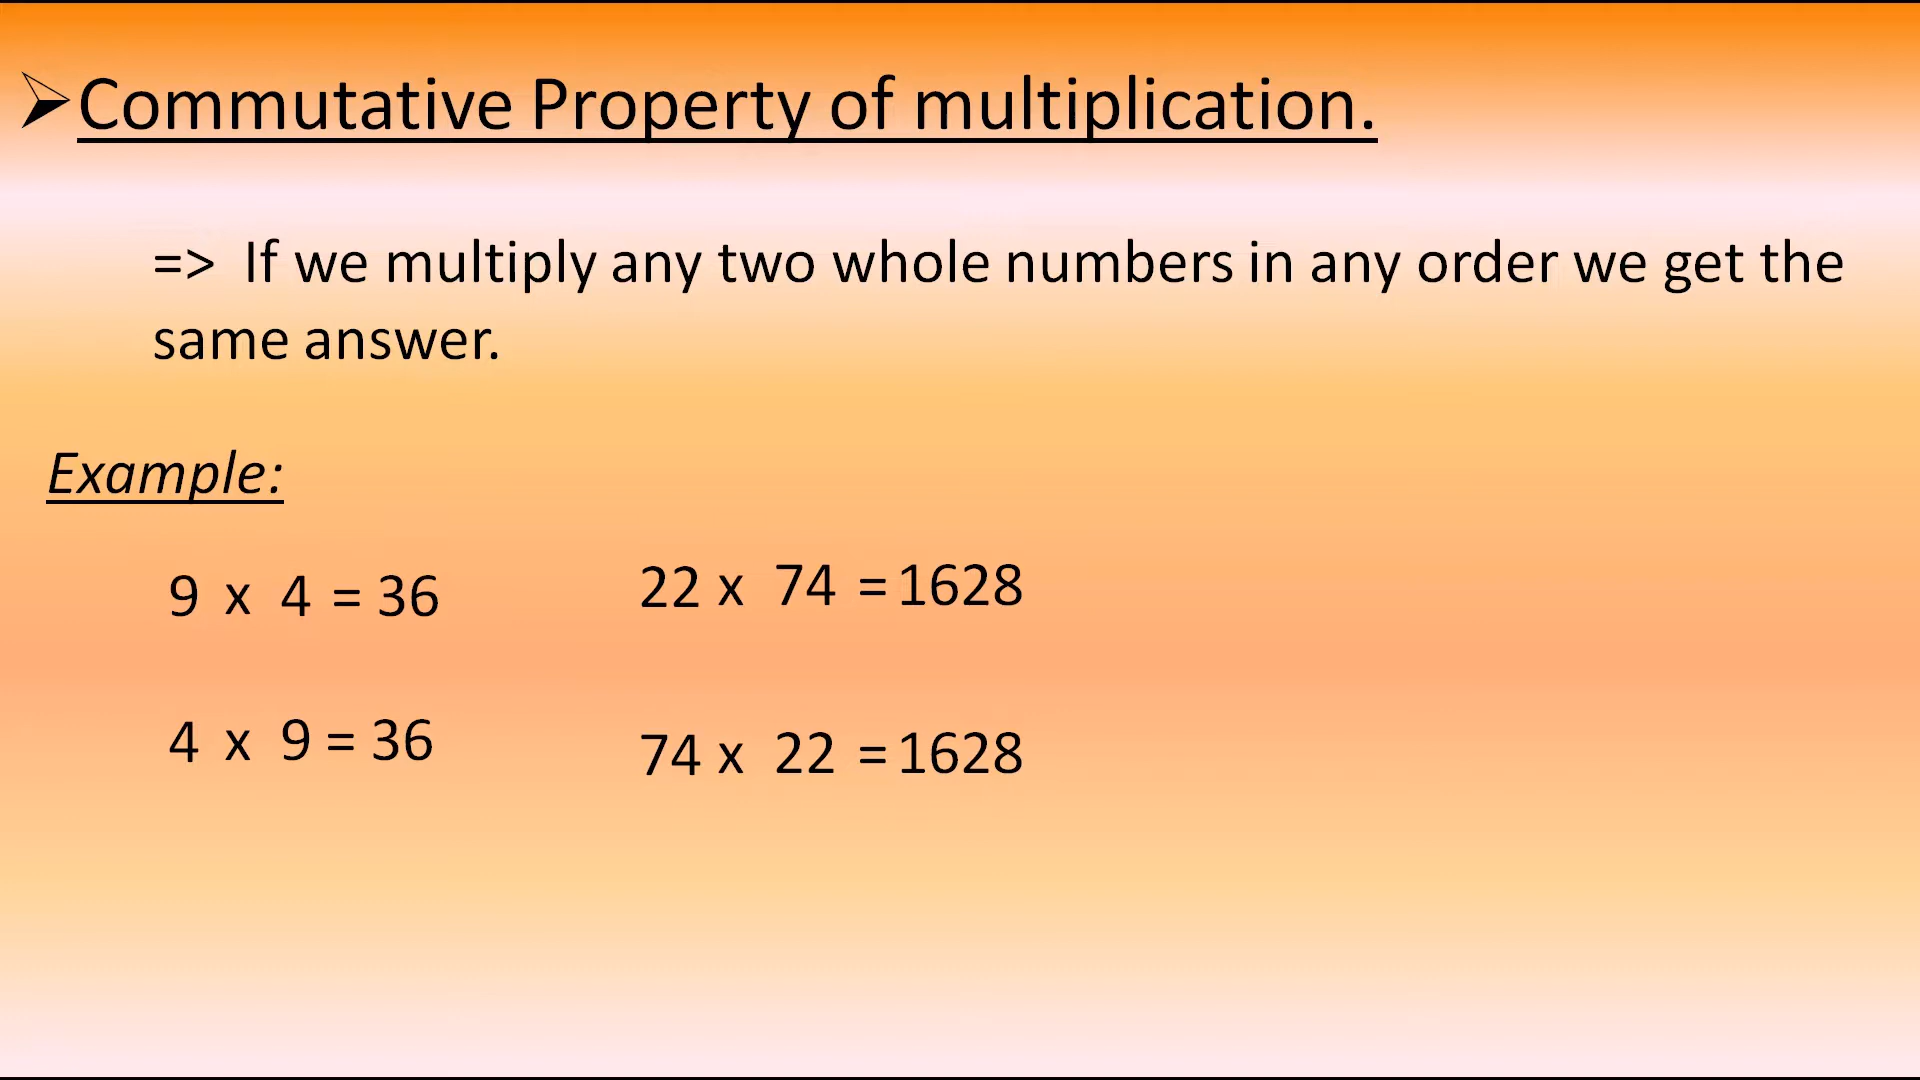 ➢Commutative Property of multiplication.
=> If we multiply any two whole numbers in any order we get the
same answer.
Example:
9 x 4 = 36
22 x 74 = 1628
4 x 9 = 36
74 x 22 = 1628